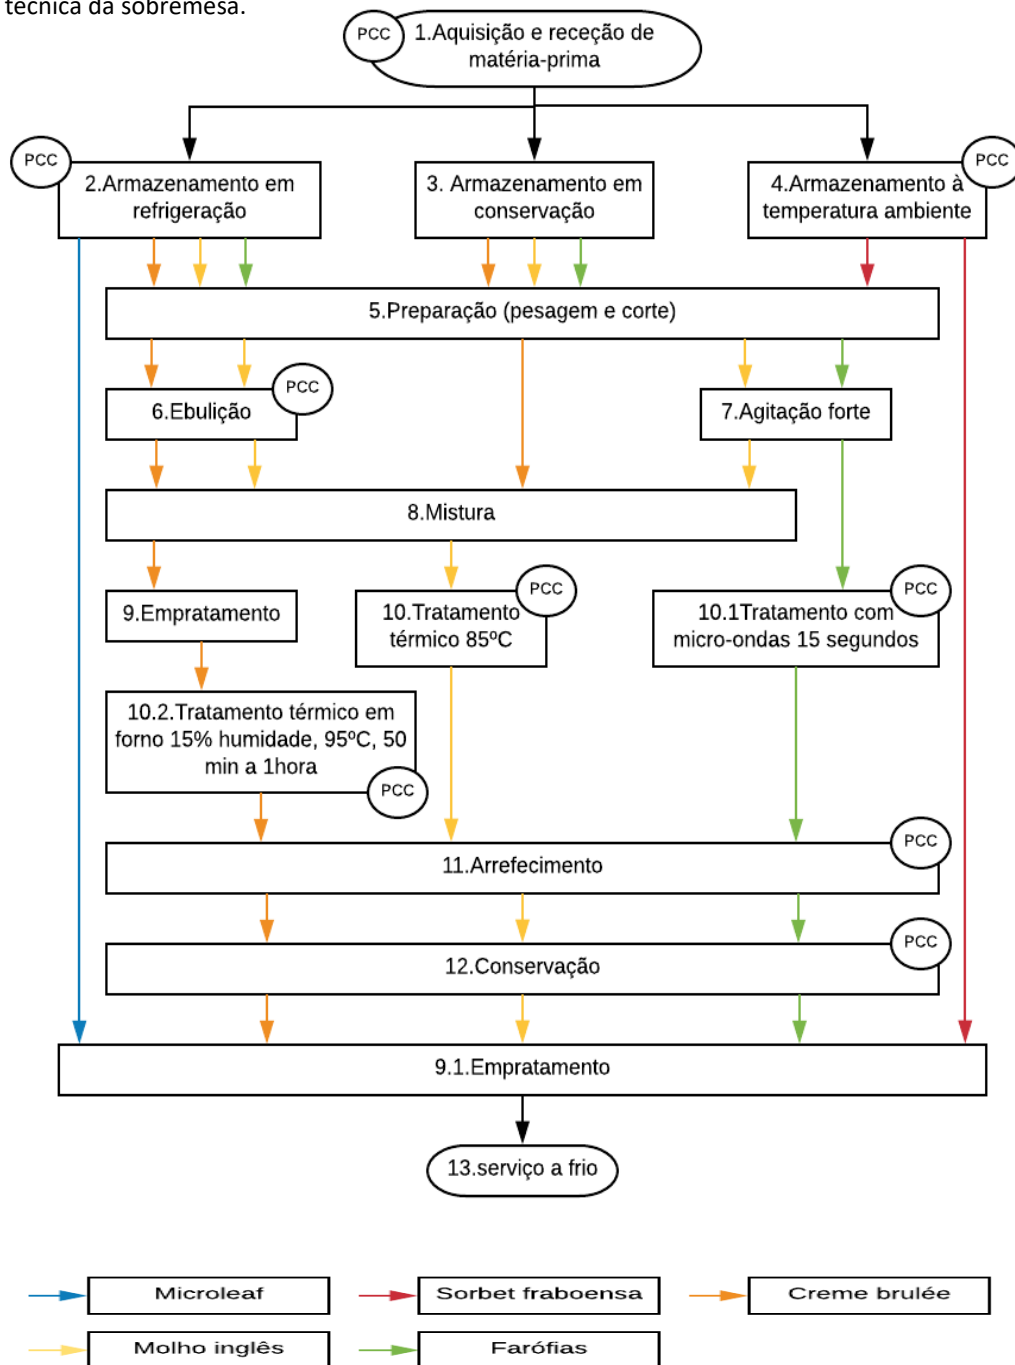 técnica da sobremesa.
PCC
1.Aquisição e receção de
matéria-prima
PCC
2.Armazenamento em
refrigeração
3. Armazenamento em
conservação
PCC
4.Armazenamento à
temperatura ambiente
5.Preparação (pesagem e corte)
PCC
6.Ebulição
7.Agitação forte
8.Mistura
9.Empratamento
PCC
10.Tratamento
térmico 85ºC
PCC
10.1Tratamento com
micro-ondas 15 segundos
10.2.Tratamento térmico em
forno 15% humidade, 95ºC, 50
min a 1hora
PCC
PCC
11.Arrefecimento
PCC
12.Conservação
9.1.Empratamento
13.serviço a frio
Microleaf
Sorbet fraboensa
Creme brulée
Molho inglês
Farófias